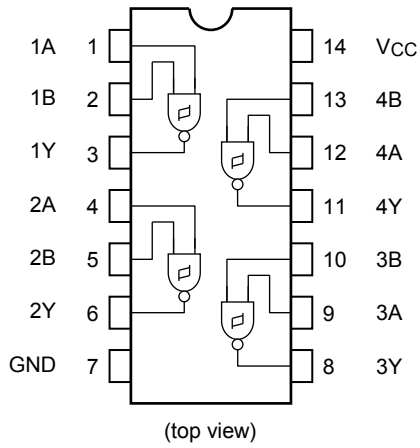 1A 1 14 VCC
1B 2 13 4B
1Y 3 12 4A
2A 4 11 4Y
2B 5 10 3B
2Y 6 9 3A
GND 7 8 3Y
(top view)